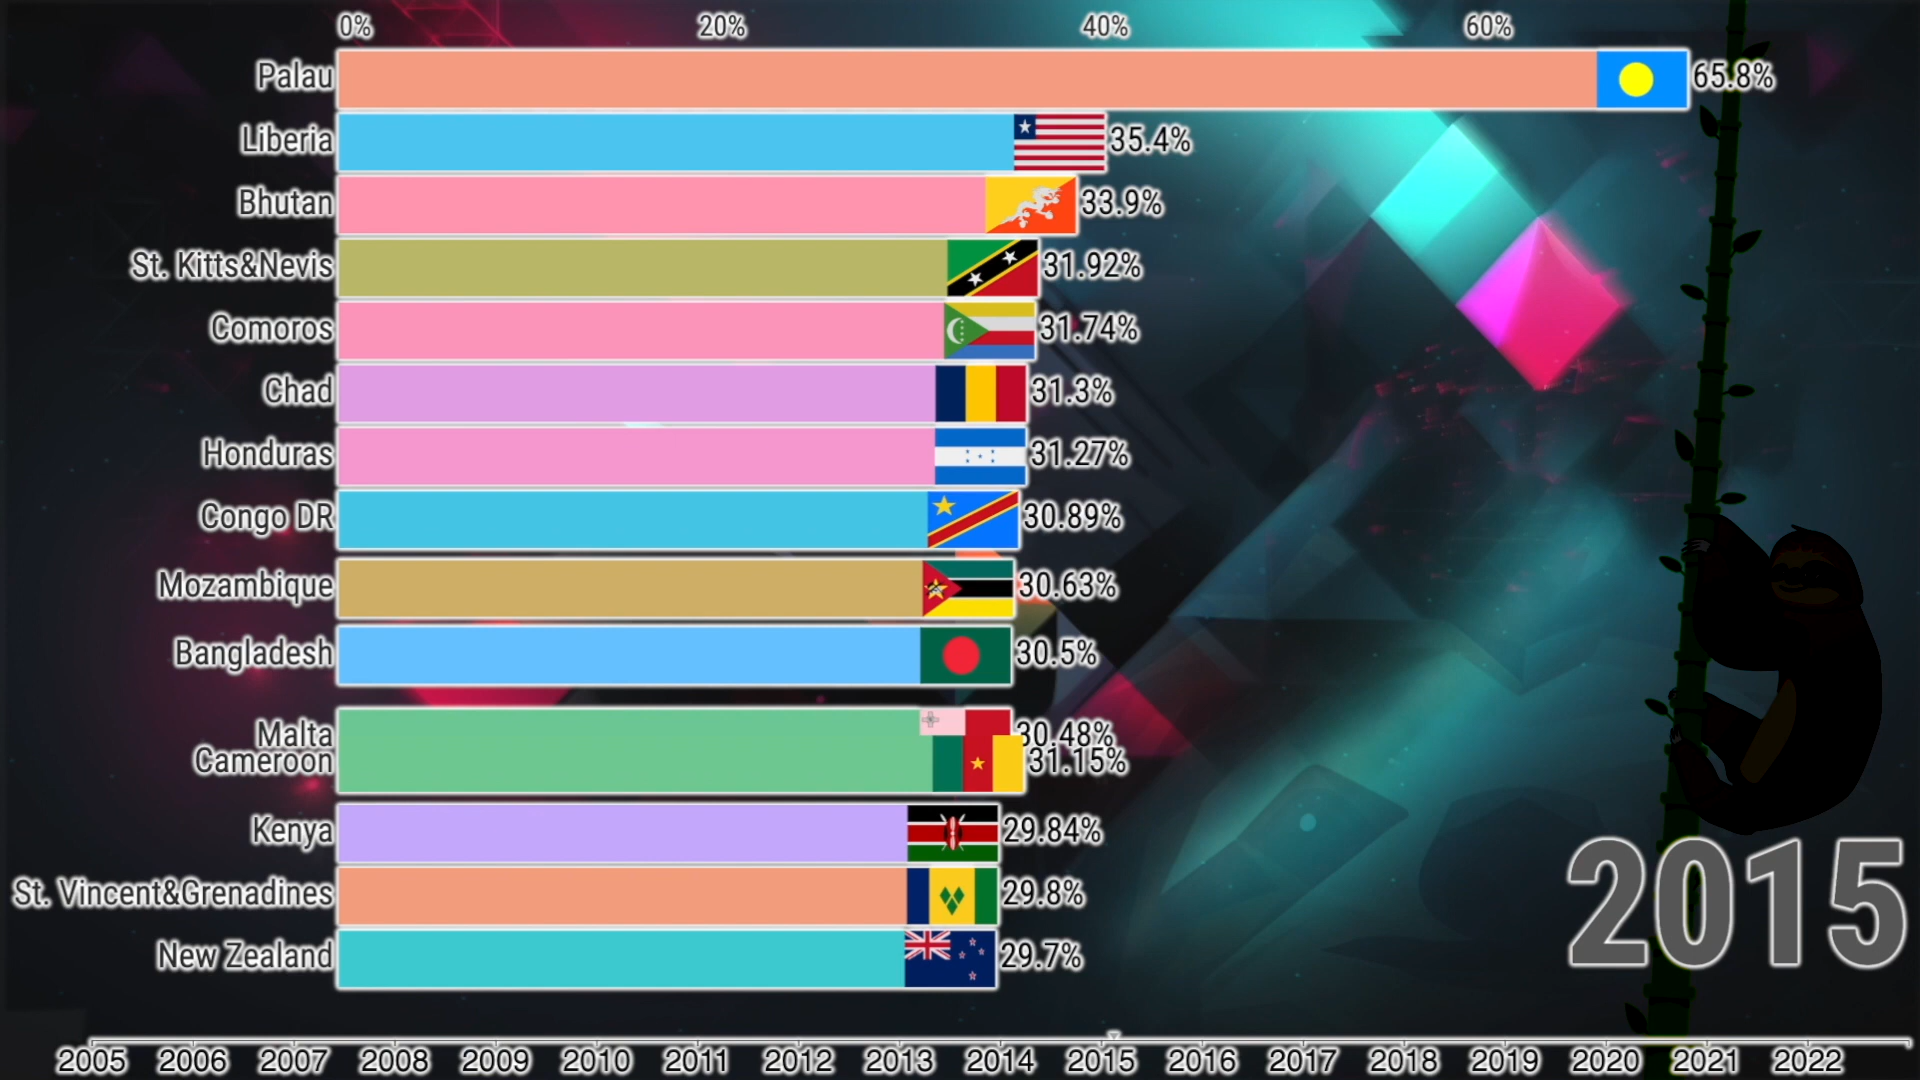 0% 20% 40% 60%
Palau 65.8%
Liberia 35.4%
Bhutan 33.9%
St. Kitts&Nevis 31.92%
Comoros 31.74%
Chad 31.3%
Honduras 31.27%
Congo DR 30.89%
Mozambique 30.63%
Bangladesh 30.5%
Malta 30.48%
Cameroon 31.15%
Kenya 29.84%
St. Vincent&Grenadines 29.8%
New Zealand 29.7%
2015
2005 2006 2007 2008 2009 2010 2011 2012 2013 2014 2015 2016 2017 2018 2019 2020 2021 2022